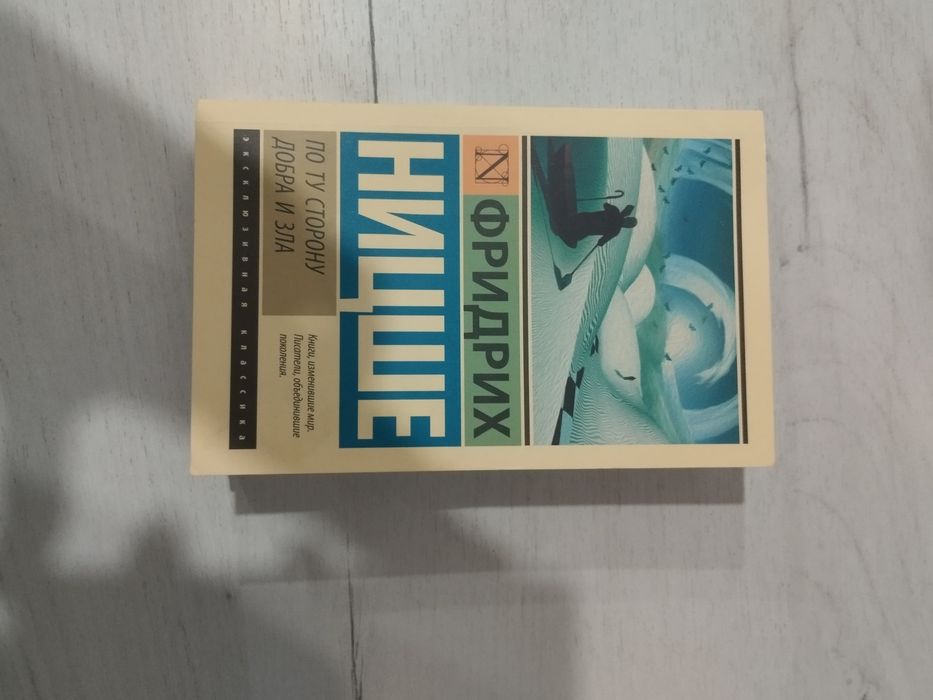 N
ФРИДРИХ
НИЦШЕ
ПО ТУ СТОРОНУ
ДОБРА И ЗЛА
Книги, изменившие мир.
Писатели, объединившие
поколения.
ЭКСКЛЮЗИВНАЯ КЛАССИКА